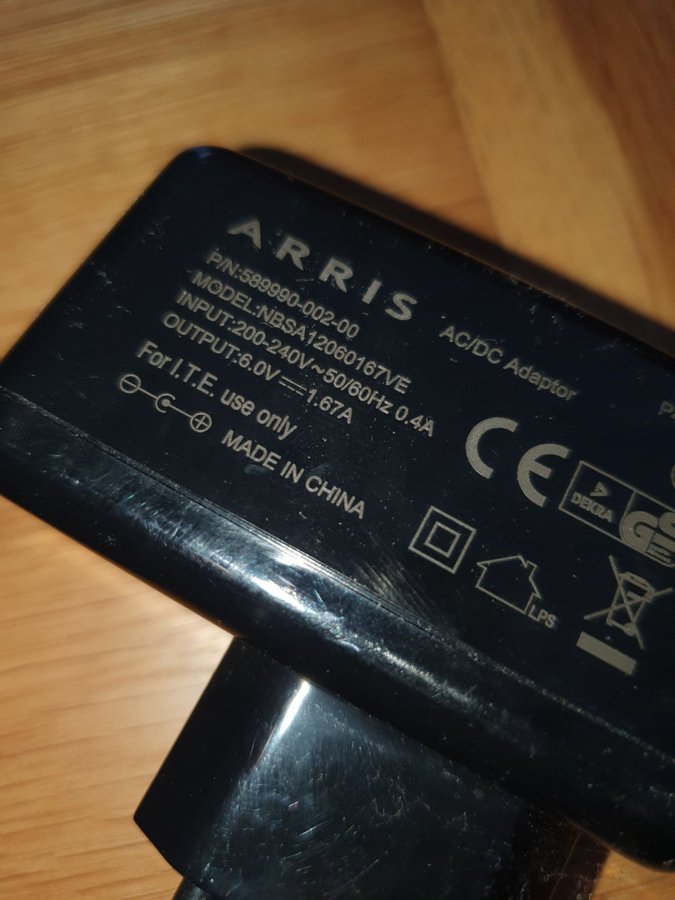 ARRIS
AC/DC Adaptor
P/N:589990-002-00
MODEL:NBSA12060167VE
INPUT:200-240V~50/60Hz 0.4A
OUTPUT:6.0V⎓1.67A
For I.T.E. use only
MADE IN CHINA
CE
DEKRA
GS
LPS